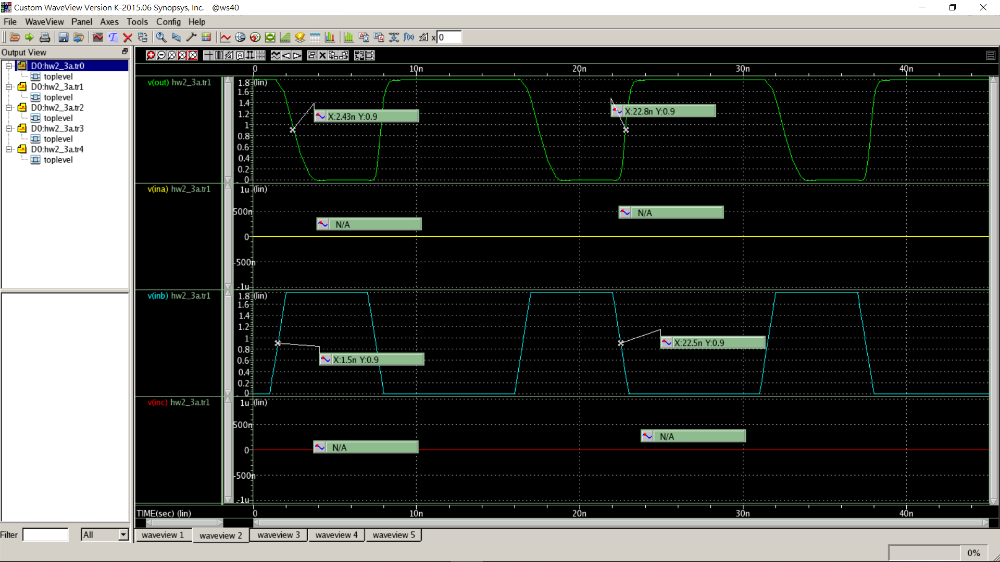 Custom WaveView Version K-2015.06 Synopsys, Inc. @ws40
File WaveView Panel Axes Tools Config Help
x 0
Output View
D0:hw2_3a.tr0
toplevel
D0:hw2_3a.tr1
toplevel
D0:hw2_3a.tr2
toplevel
D0:hw2_3a.tr3
toplevel
D0:hw2_3a.tr4
toplevel
Filter All
0 10n 20n 30n 40n
v(out) hw2_3a.tr1
1.8 (lin)
1.6
1.4
1.2
1
0.8
0.6
0.4
0.2
0
X:2.43n Y:0.9
X:22.8n Y:0.9
v(ina) hw2_3a.tr1
1u (lin)
500n
0
-500n
-1u
N/A
N/A
v(inb) hw2_3a.tr1
1.8 (lin)
1.6
1.4
1.2
1
0.8
0.6
0.4
0.2
0
X:1.5n Y:0.9
X:22.5n Y:0.9
v(inc) hw2_3a.tr1
1u (lin)
500n
0
-500n
-1u
N/A
N/A
TIME(sec) (lin) 0 10n 20n 30n 40n
waveview 1 waveview 2 waveview 3 waveview 4 waveview 5
0%